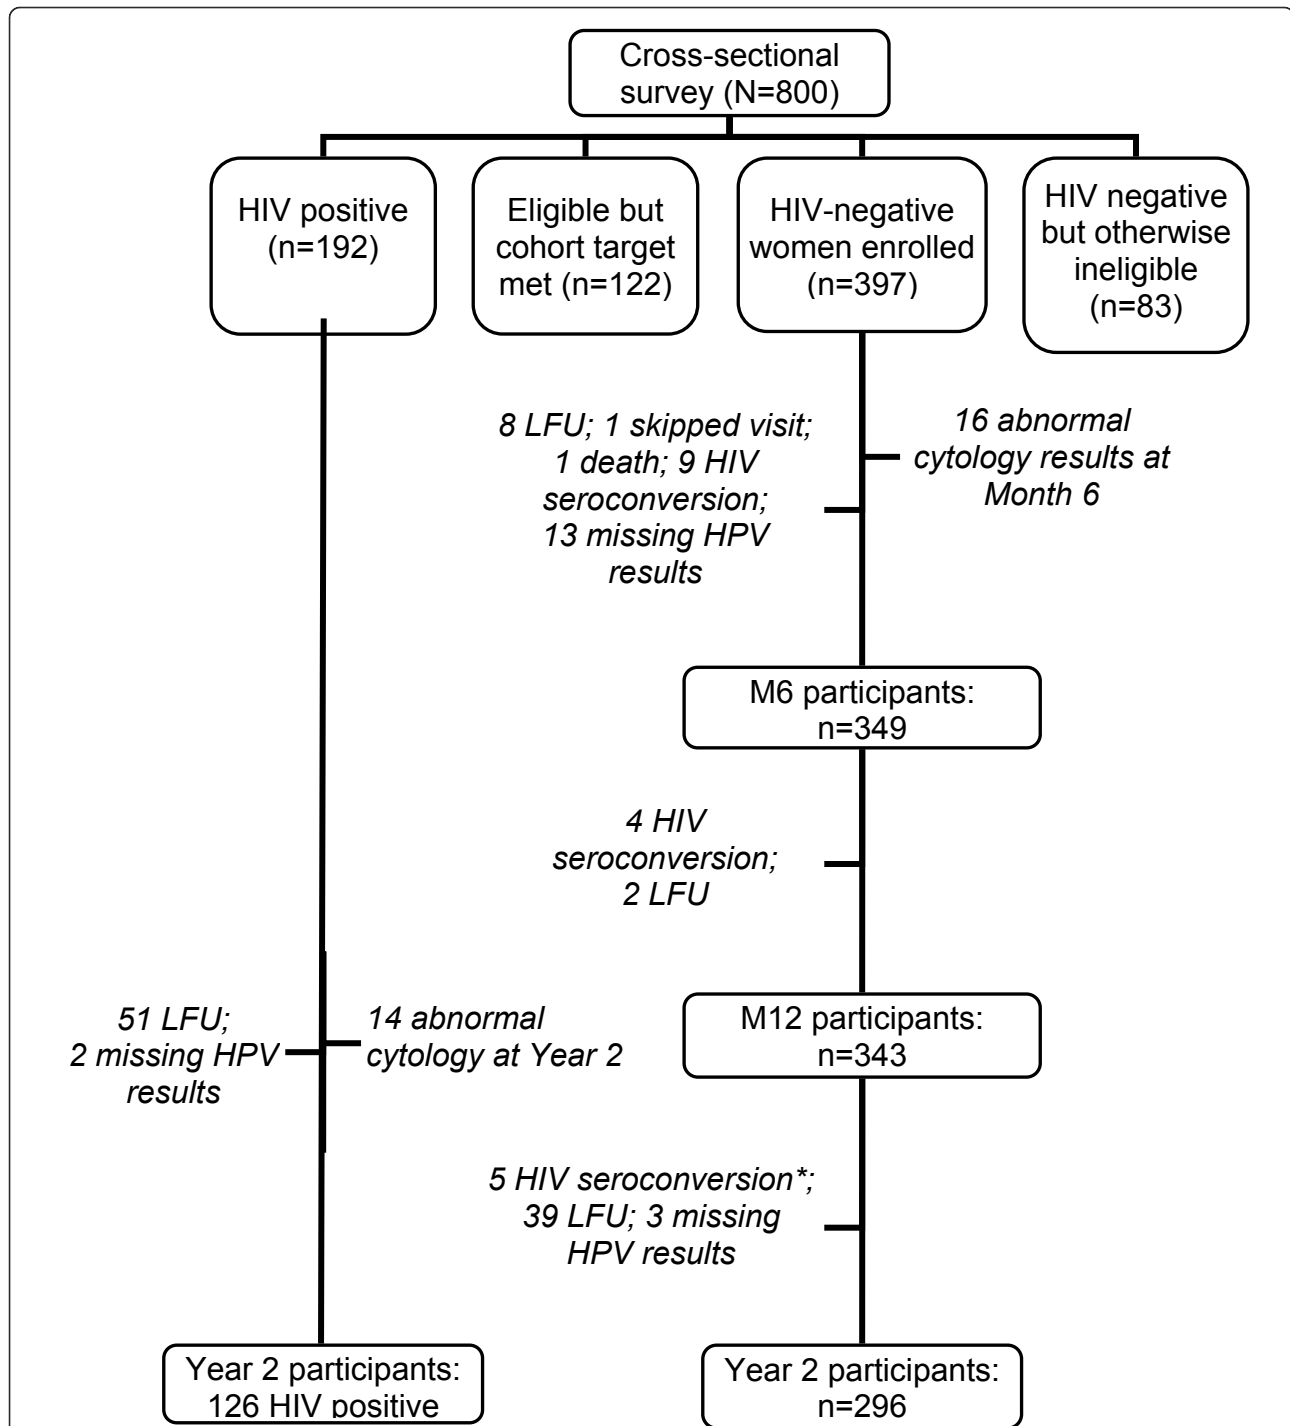 Cross-sectional
survey (N=800)
HIV positive
(n=192)
Eligible but
cohort target
met (n=122)
HIV-negative
women enrolled
(n=397)
HIV negative
but otherwise
ineligible
(n=83)
8 LFU; 1 skipped visit;
1 death; 9 HIV
seroconversion;
13 missing HPV
results
16 abnormal
cytology results at
Month 6
M6 participants:
n=349
4 HIV
seroconversion;
2 LFU
51 LFU;
2 missing HPV
results
14 abnormal
cytology at Year 2
M12 participants:
n=343
5 HIV seroconversion*;
39 LFU; 3 missing
HPV results
Year 2 participants:
126 HIV positive
Year 2 participants:
n=296